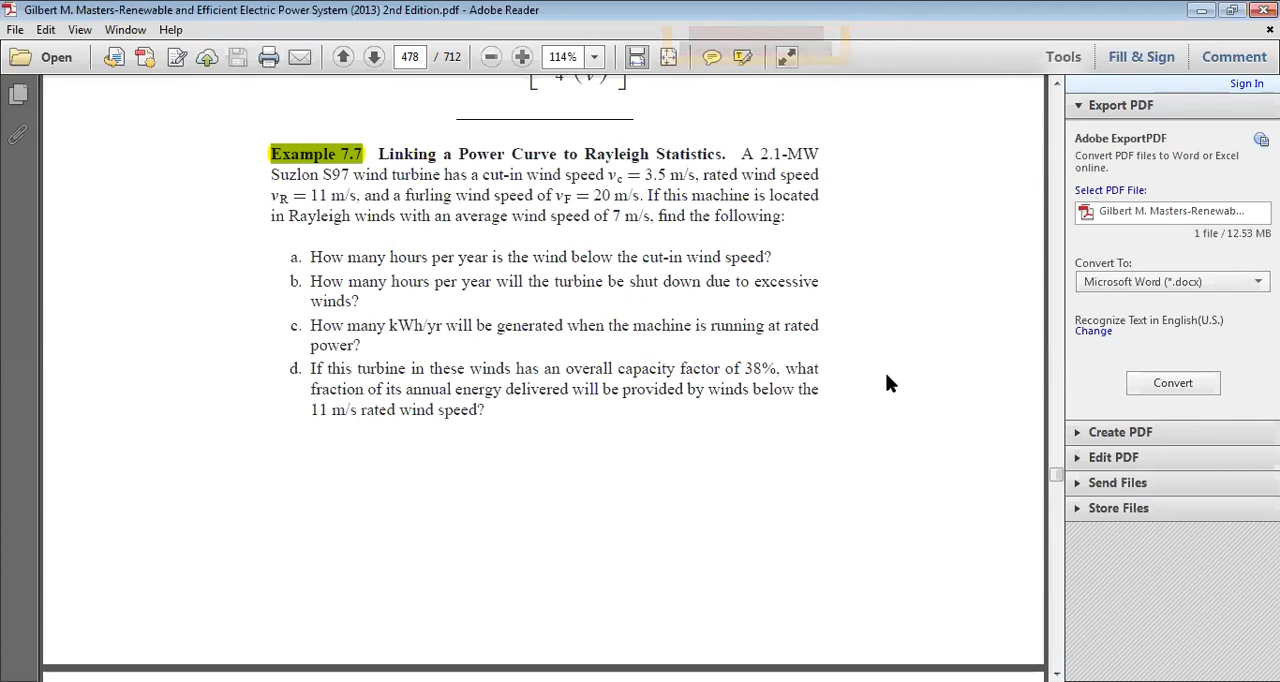 Gilbert M. Masters-Renewable and Efficient Electric Power System (2013) 2nd Edition.pdf - Adobe Reader
File Edit View Window Help
Open 478 / 712 114% Tools Fill & Sign Comment
4 (v)
Sign In
Export PDF
Adobe ExportPDF
Convert PDF files to Word or Excel
online.
Select PDF File:
Gilbert M. Masters-Renewab...
1 file / 12.53 MB
Convert To:
Microsoft Word (*.docx)
Recognize Text in English(U.S.)
Change
Convert
Create PDF
Edit PDF
Send Files
Store Files
Example 7.7 Linking a Power Curve to Rayleigh Statistics. A 2.1-MW
Suzlon S97 wind turbine has a cut-in wind speed vc = 3.5 m/s, rated wind speed
vR = 11 m/s, and a furling wind speed of vF = 20 m/s. If this machine is located
in Rayleigh winds with an average wind speed of 7 m/s, find the following:
a. How many hours per year is the wind below the cut-in wind speed?
b. How many hours per year will the turbine be shut down due to excessive
winds?
c. How many kWh/yr will be generated when the machine is running at rated
power?
d. If this turbine in these winds has an overall capacity factor of 38%, what
fraction of its annual energy delivered will be provided by winds below the
11 m/s rated wind speed?